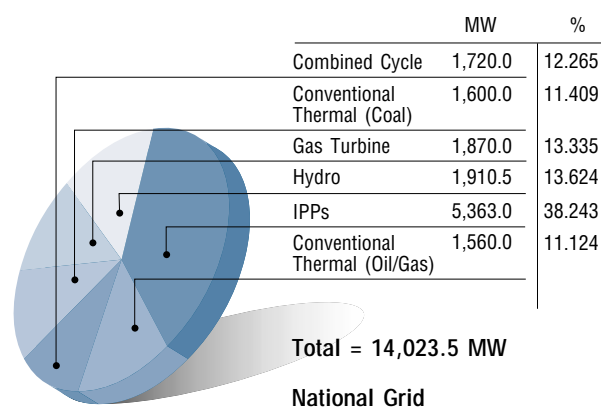 MW %
Combined Cycle 1,720.0 12.265
Conventional 1,600.0 11.409
Thermal (Coal)
Gas Turbine 1,870.0 13.335
Hydro 1,910.5 13.624
IPPs 5,363.0 38.243
Conventional 1,560.0 11.124
Thermal (Oil/Gas)
Total = 14,023.5 MW
National Grid